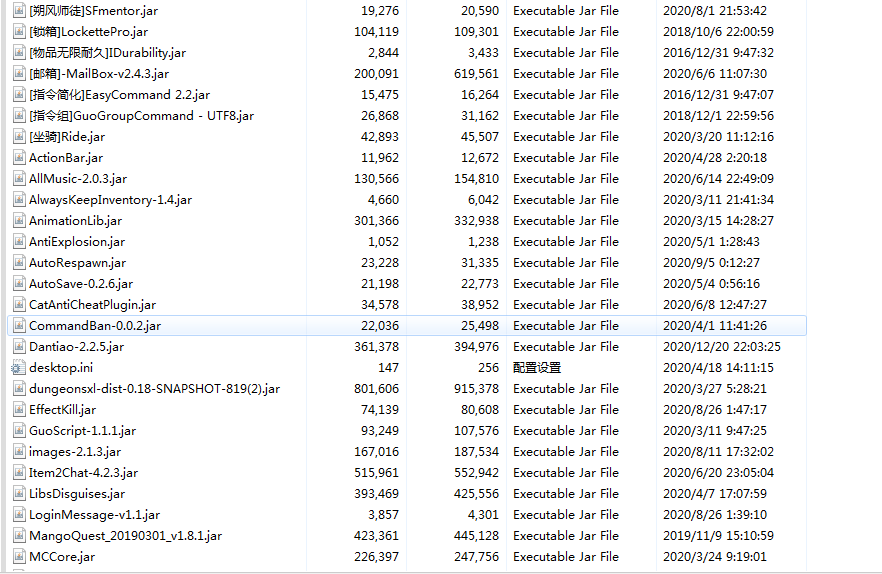 [朔风师徒]SFmentor.jar 19,276 20,590 Executable Jar File 2020/8/1 21:53:42
[锁箱]LockettePro.jar 104,119 109,301 Executable Jar File 2018/10/6 22:00:59
[物品无限耐久]IDurability.jar 2,844 3,433 Executable Jar File 2016/12/31 9:47:32
[邮箱]-MailBox-v2.4.3.jar 200,091 619,561 Executable Jar File 2020/6/6 11:07:30
[指令简化]EasyCommand 2.2.jar 15,475 16,264 Executable Jar File 2016/12/31 9:47:07
[指令组]GuoGroupCommand - UTF8.jar 26,868 31,162 Executable Jar File 2018/12/1 22:59:56
[坐骑]Ride.jar 42,893 45,507 Executable Jar File 2020/3/20 11:12:16
ActionBar.jar 11,962 12,672 Executable Jar File 2020/4/28 2:20:18
AllMusic-2.0.3.jar 130,566 154,810 Executable Jar File 2020/6/14 22:49:09
AlwaysKeepInventory-1.4.jar 4,660 6,042 Executable Jar File 2020/3/11 21:41:34
AnimationLib.jar 301,366 332,938 Executable Jar File 2020/3/15 14:28:27
AntiExplosion.jar 1,052 1,238 Executable Jar File 2020/5/1 1:28:43
AutoRespawn.jar 23,228 31,335 Executable Jar File 2020/9/5 0:12:27
AutoSave-0.2.6.jar 21,198 22,773 Executable Jar File 2020/5/4 0:56:16
CatAntiCheatPlugin.jar 34,578 38,952 Executable Jar File 2020/6/8 12:47:27
CommandBan-0.0.2.jar 22,036 25,498 Executable Jar File 2020/4/1 11:41:26
Dantiao-2.2.5.jar 361,378 394,976 Executable Jar File 2020/12/20 22:03:25
desktop.ini 147 256 配置设置 2020/4/18 14:11:15
dungeonsxl-dist-0.18-SNAPSHOT-819(2).jar 801,606 915,378 Executable Jar File 2020/3/27 5:28:21
EffectKill.jar 74,139 80,608 Executable Jar File 2020/8/26 1:47:17
GuoScript-1.1.1.jar 93,249 107,576 Executable Jar File 2020/3/11 9:47:25
images-2.1.3.jar 167,016 187,534 Executable Jar File 2020/8/11 17:32:02
Item2Chat-4.2.3.jar 515,961 552,942 Executable Jar File 2020/6/20 23:05:04
LibsDisguises.jar 393,469 425,556 Executable Jar File 2020/4/7 17:07:59
LoginMessage-v1.1.jar 3,857 4,301 Executable Jar File 2020/8/26 1:39:10
MangoQuest_20190301_v1.8.1.jar 423,361 445,128 Executable Jar File 2019/11/9 15:10:59
MCCore.jar 226,397 247,756 Executable Jar File 2020/3/24 9:19:01